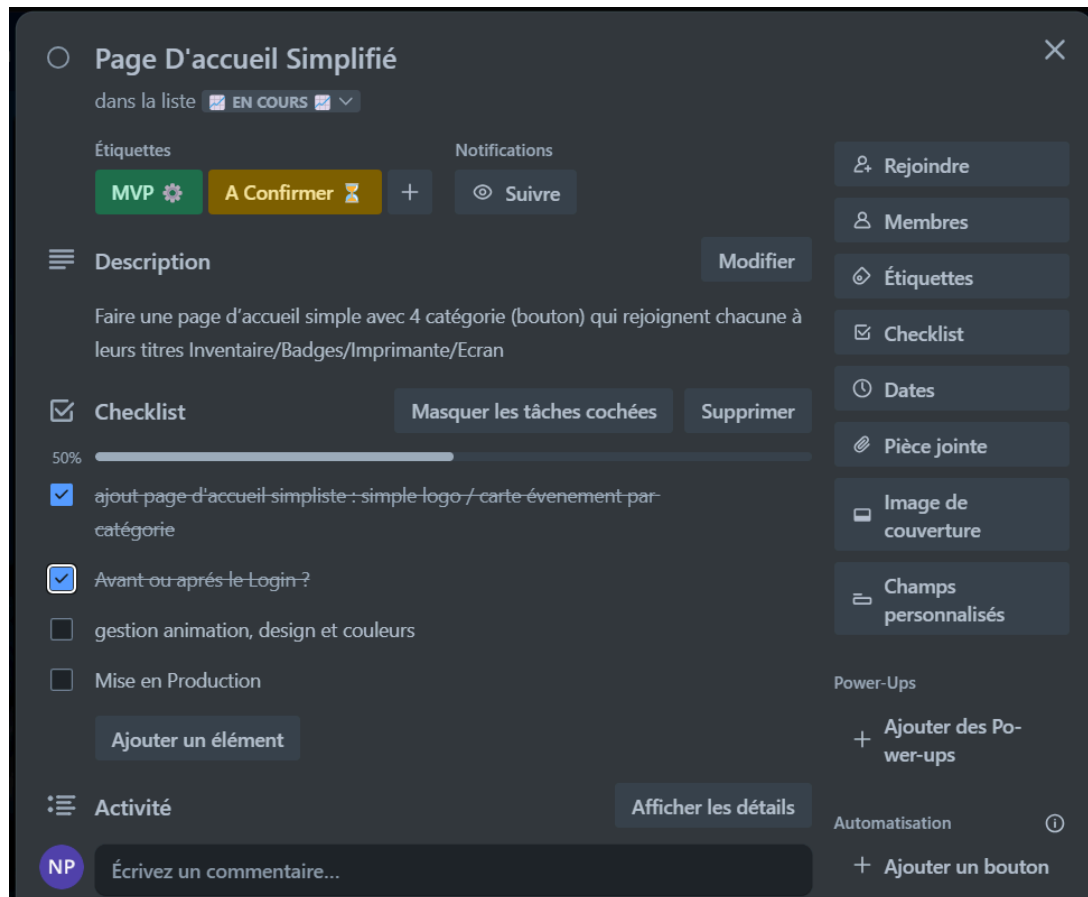 Page D'accueil Simplifié
dans la liste 📈 EN COURS 📈
Étiquettes
MVP ⚙️
A Confirmer ⏳
Notifications
Suivre
Description
Modifier
Faire une page d’accueil simple avec 4 catégorie (bouton) qui rejoignent chacune à
leurs titres Inventaire/Badges/Imprimante/Ecran
Checklist
Masquer les tâches cochées
Supprimer
50%
ajout page d'accueil simpliste : simple logo / carte évenement par
catégorie
Avant ou aprés le Login ?
gestion animation, design et couleurs
Mise en Production
Ajouter un élément
Activité
Afficher les détails
NP
Écrivez un commentaire...
Rejoindre
Membres
Étiquettes
Checklist
Dates
Pièce jointe
Image de
couverture
Champs
personnalisés
Power-Ups
Ajouter des Po-
wer-ups
Automatisation
Ajouter un bouton